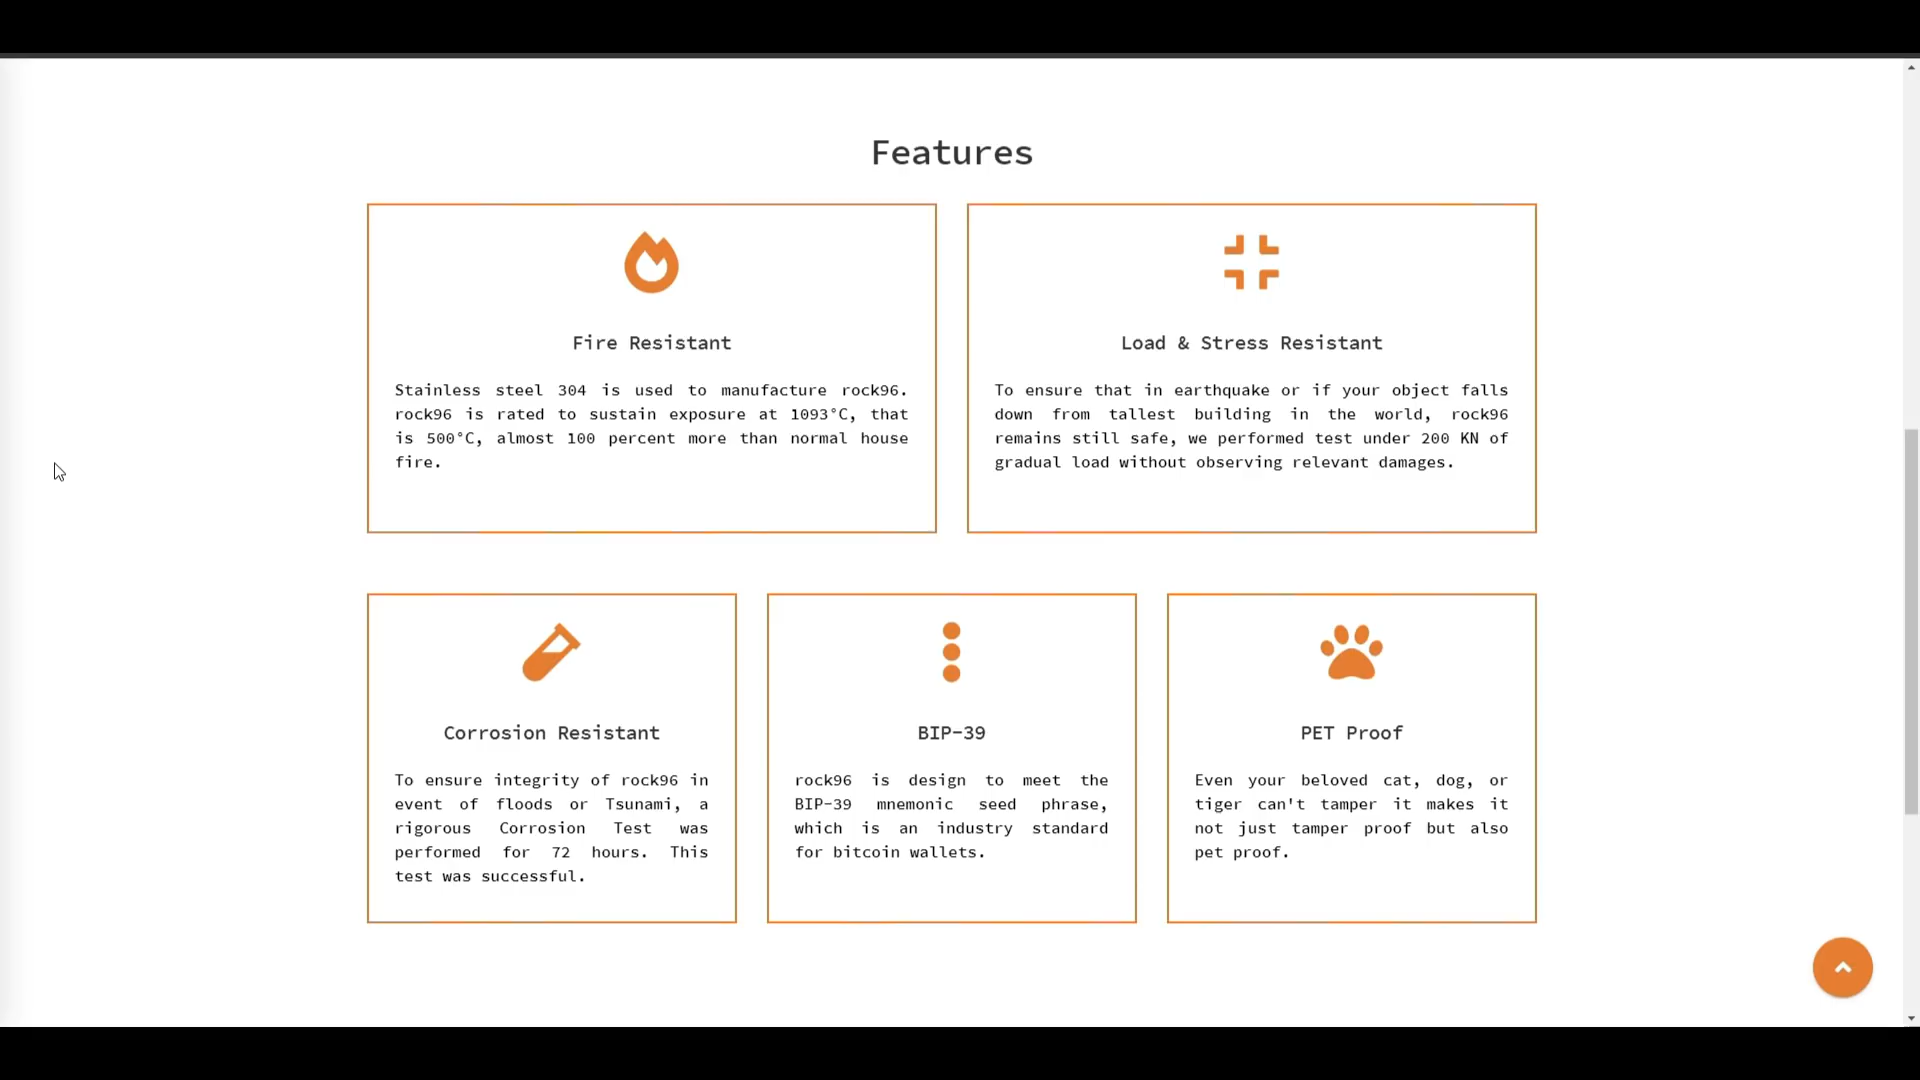 Features
Fire Resistant
Stainless steel 304 is used to manufacture rock96.
rock96 is rated to sustain exposure at 1093°C, that
is 500°C, almost 100 percent more than normal house
fire.
Load & Stress Resistant
To ensure that in earthquake or if your object falls
down from tallest building in the world, rock96
remains still safe, we performed test under 200 KN of
gradual load without observing relevant damages.
Corrosion Resistant
To ensure integrity of rock96 in
event of floods or Tsunami, a
rigorous Corrosion Test was
performed for 72 hours. This
test was successful.
BIP-39
rock96 is design to meet the
BIP-39 mnemonic seed phrase,
which is an industry standard
for bitcoin wallets.
PET Proof
Even your beloved cat, dog, or
tiger can't tamper it makes it
not just tamper proof but also
pet proof.